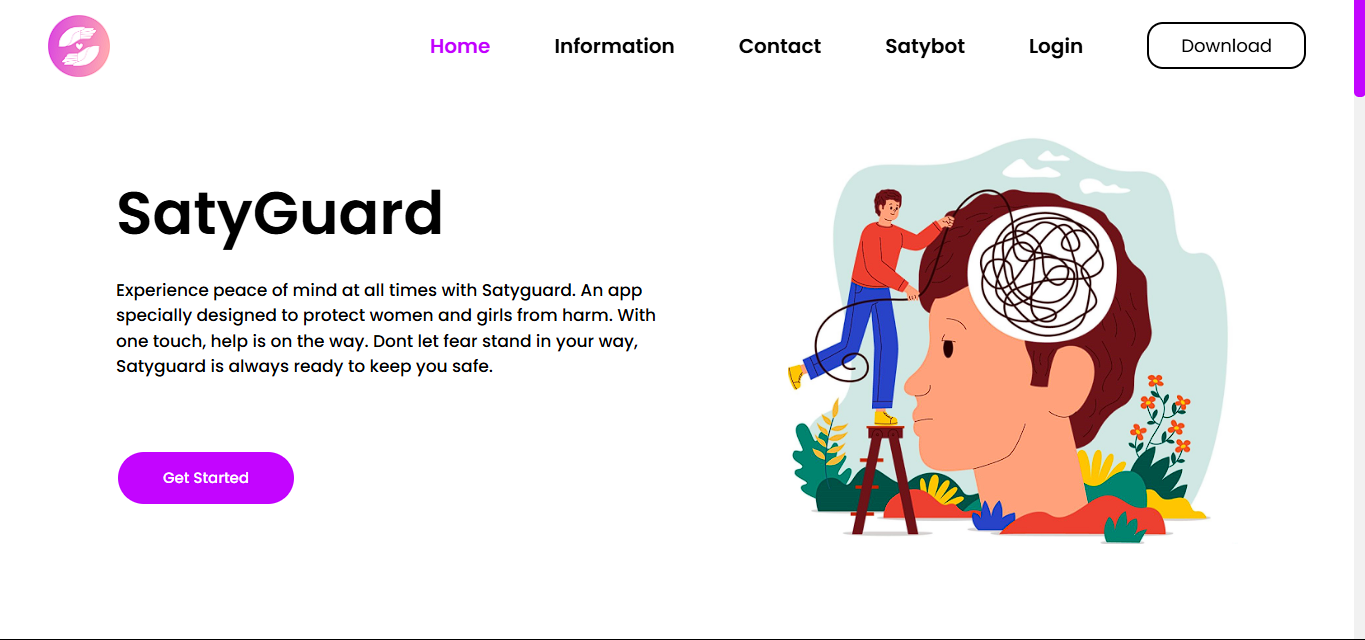 Home Information Contact Satybot Login Download
SatyGuard
Experience peace of mind at all times with Satyguard. An app
specially designed to protect women and girls from harm. With
one touch, help is on the way. Dont let fear stand in your way,
Satyguard is always ready to keep you safe.
Get Started